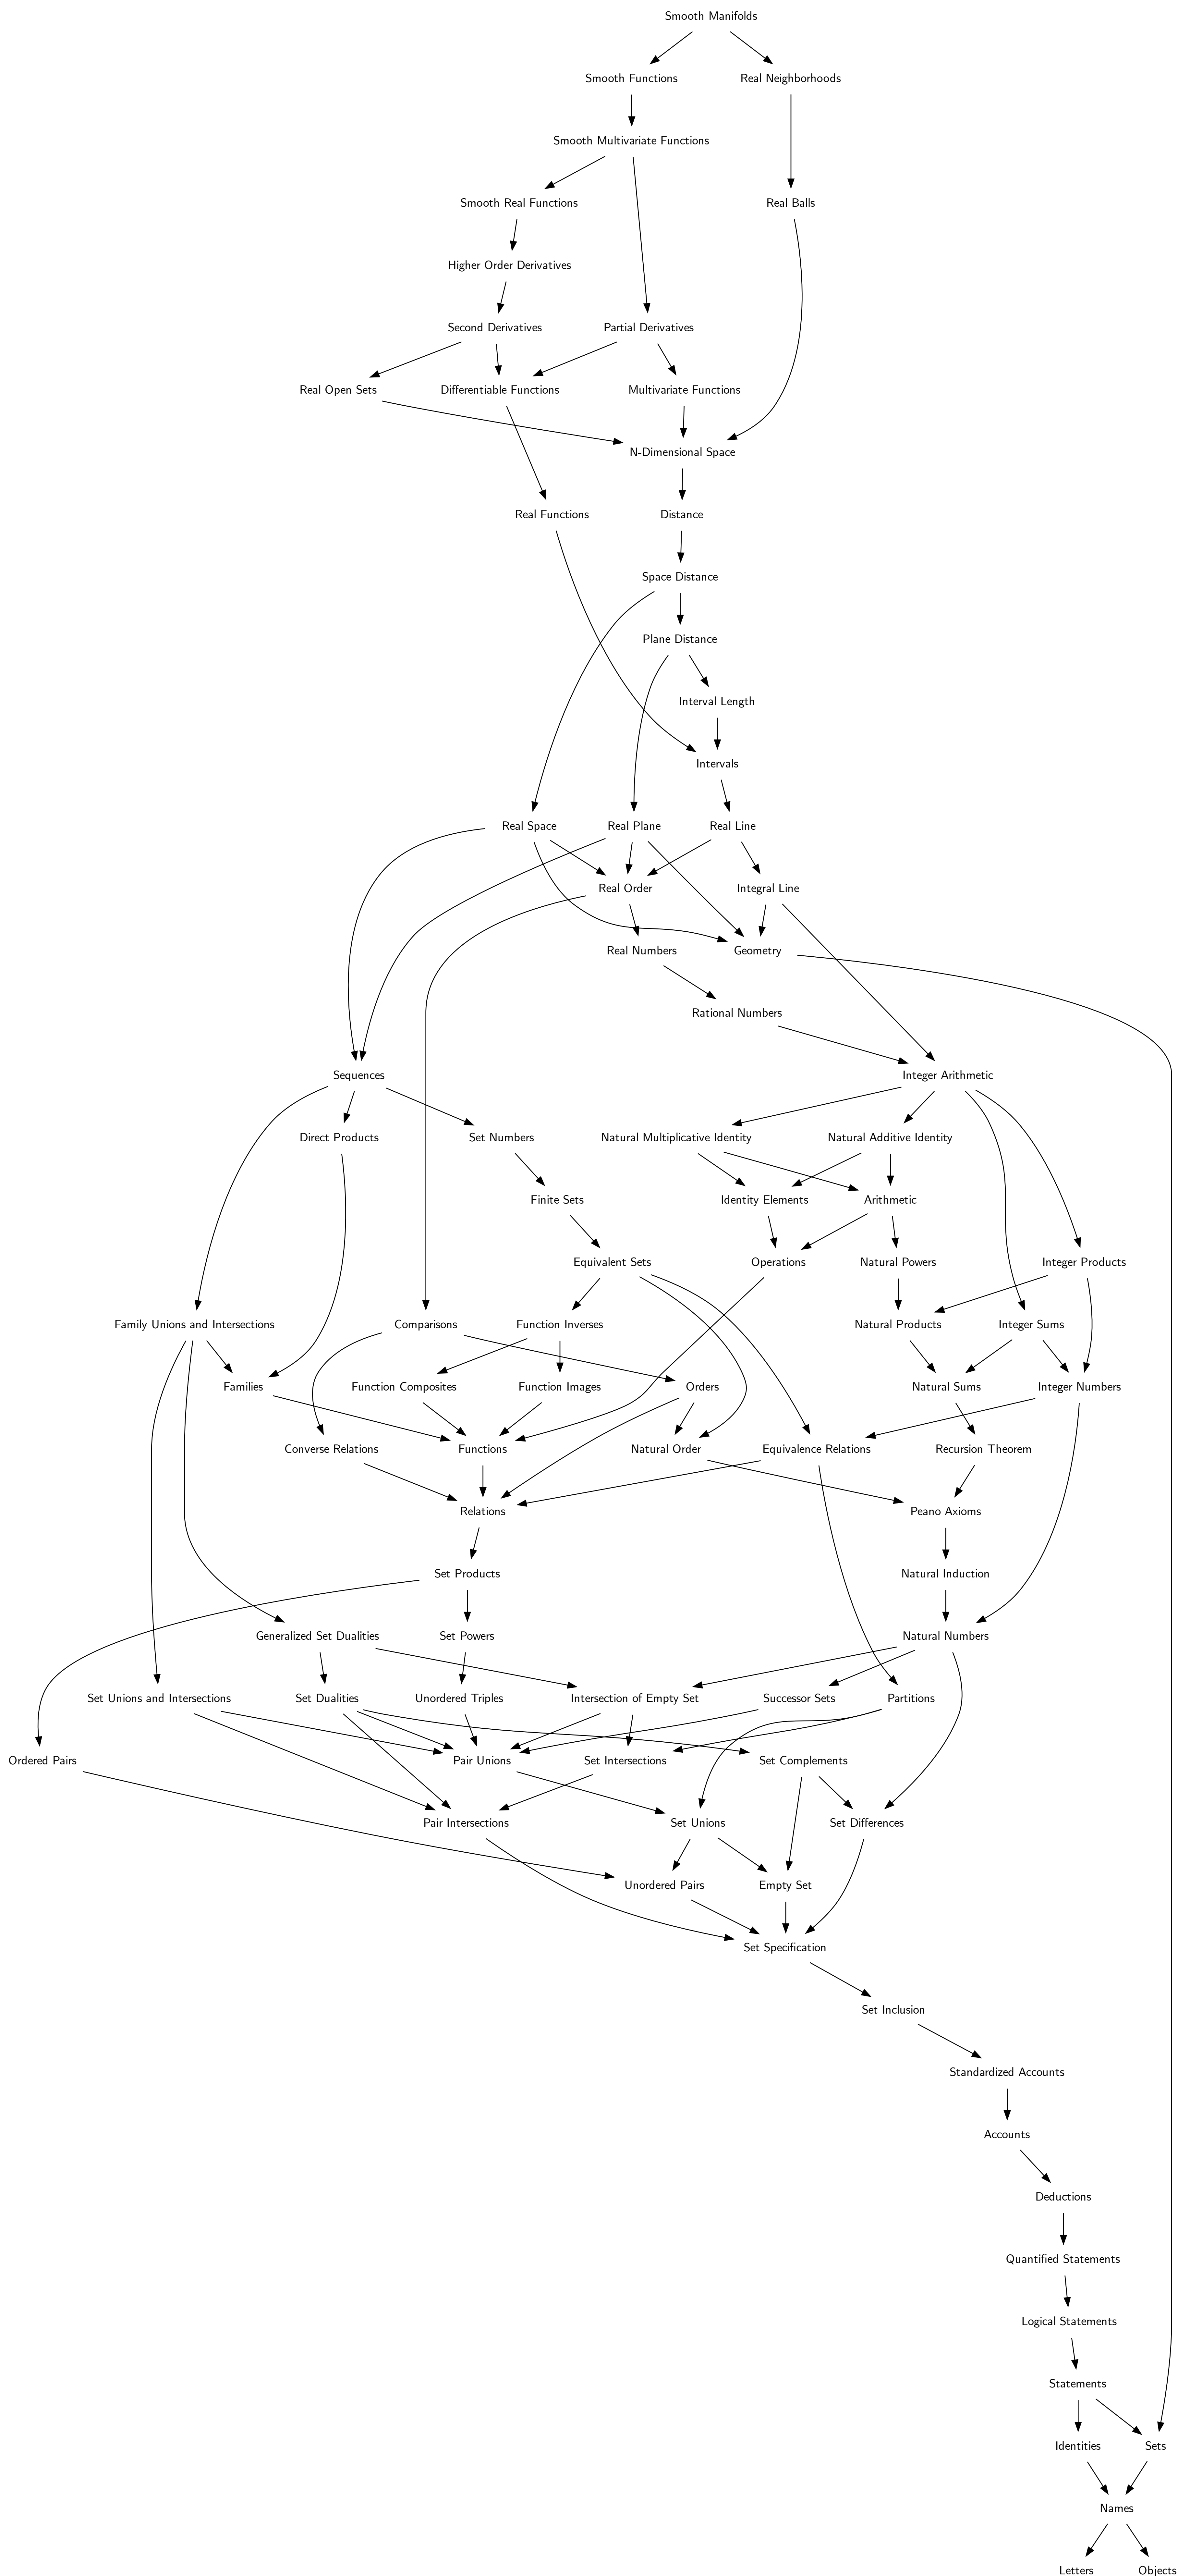 Smooth Manifolds
Smooth Functions
Real Neighborhoods
Smooth Multivariate Functions
Smooth Real Functions
Real Balls
Higher Order Derivatives
Second Derivatives
Partial Derivatives
Real Open Sets
Differentiable Functions
Multivariate Functions
N-Dimensional Space
Real Functions
Distance
Space Distance
Plane Distance
Interval Length
Intervals
Real Space
Real Plane
Real Line
Real Order
Integral Line
Real Numbers
Geometry
Rational Numbers
Sequences
Integer Arithmetic
Direct Products
Set Numbers
Natural Multiplicative Identity
Natural Additive Identity
Finite Sets
Identity Elements
Arithmetic
Equivalent Sets
Operations
Natural Powers
Integer Products
Family Unions and Intersections
Comparisons
Function Inverses
Natural Products
Integer Sums
Families
Function Composites
Function Images
Orders
Natural Sums
Integer Numbers
Converse Relations
Functions
Natural Order
Equivalence Relations
Recursion Theorem
Relations
Peano Axioms
Set Products
Natural Induction
Generalized Set Dualities
Set Powers
Natural Numbers
Set Unions and Intersections
Set Dualities
Unordered Triples
Intersection of Empty Set
Successor Sets
Partitions
Ordered Pairs
Pair Unions
Set Intersections
Set Complements
Pair Intersections
Set Unions
Set Differences
Unordered Pairs
Empty Set
Set Specification
Set Inclusion
Standardized Accounts
Accounts
Deductions
Quantified Statements
Logical Statements
Statements
Identities
Sets
Names
Letters
Objects